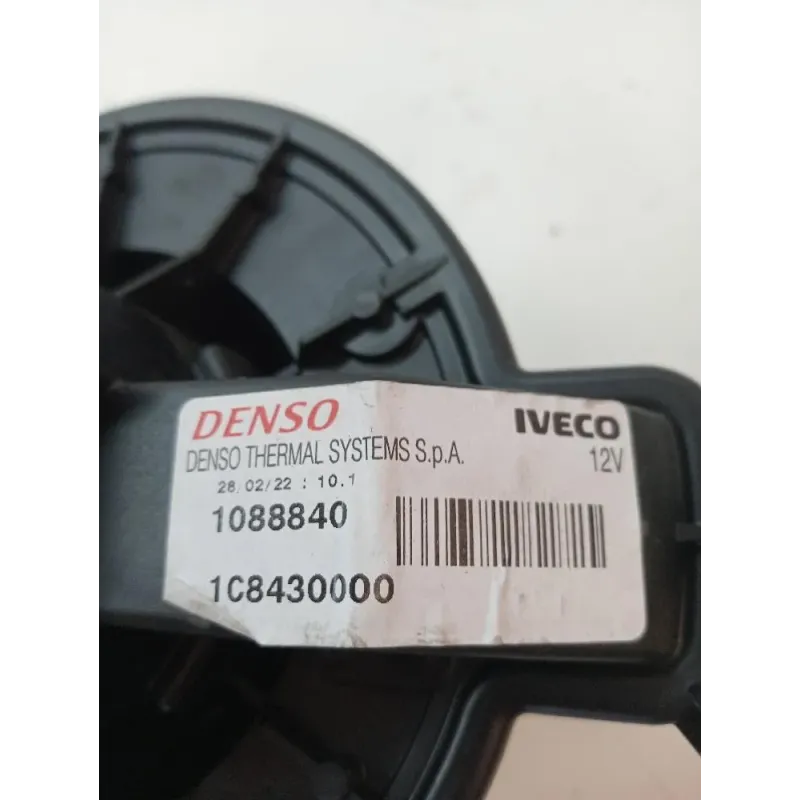 DENSO IVECO
DENSO THERMAL SYSTEMS S.p.A. 12V
28.02/22 : 10.1
1088840
1C8430000